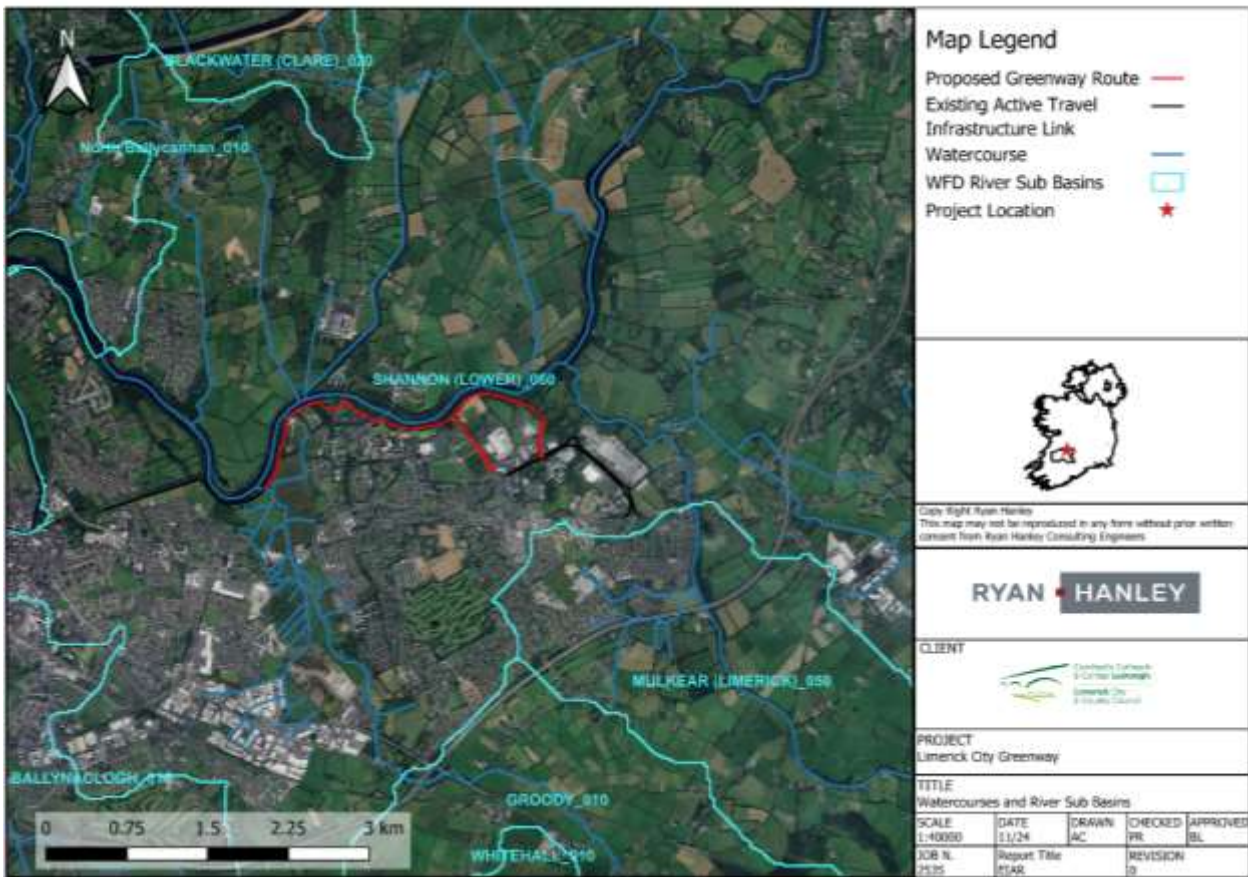 N
BLACKWATER (CLARE)_030
North Ballycannan_010
SHANNON (LOWER)_060
MULKEAR (LIMERICK)_050
BALLYNACLOGH_010
GROODY_010
WHITEHALL_010
0 0.75 1.5 2.25 3 km
Map Legend
Proposed Greenway Route
Existing Active Travel
Infrastructure Link
Watercourse
WFD River Sub Basins
Project Location
Copy Right Ryan Hanley
This map may not be reproduced in any form without prior written
consent from Ryan Hanley Consulting Engineers
RYAN HANLEY
CLIENT
Comhairle Cathrach
& Contae Luimnigh
Limerick City
& County Council
PROJECT
Limerick City Greenway
TITLE
Watercourses and River Sub Basins
SCALE DATE DRAWN CHECKED APPROVED
1:40000 11/24 AC PR BL
JOB N. Report Title REVISION
2535 EIAR 0